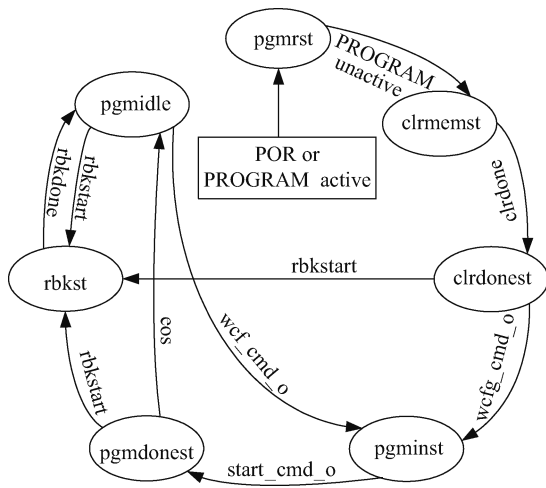 pgmrst
PROGRAM
unactive
pgmidle
clrmemst
POR or
PROGRAM active
rbkdone
rbkstart
clrdone
rbkst
rbkstart
clrdonest
rbkstart
eos
wcf_cmd_o
wcfg_cmd_o
pgmdonest
start_cmd_o
pgminst